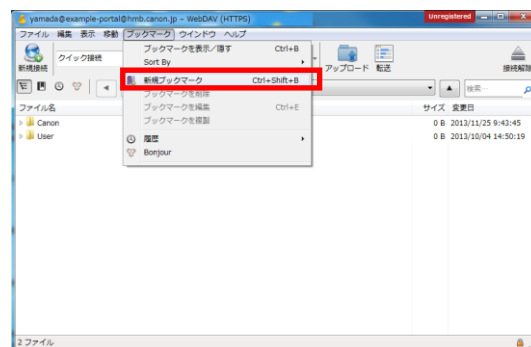 yamada@example-portal@hmb.canon.jp – WebDAV (HTTPS) Unregistered
ファイル 編集 表示 移動 ブックマーク ウインドウ ヘルプ
新規接続 クイック接続 アップロード 転送 接続解除
ブックマークを表示／隠す Ctrl+B
Sort By
新規ブックマーク Ctrl+Shift+B
ブックマークを削除
ブックマークを編集 Ctrl+E
ブックマークを複製
履歴
Bonjour
検索…
ファイル名 サイズ 変更日
Canon 0 B 2013/11/25 9:43:45
User 0 B 2013/10/04 14:50:19
2 ファイル